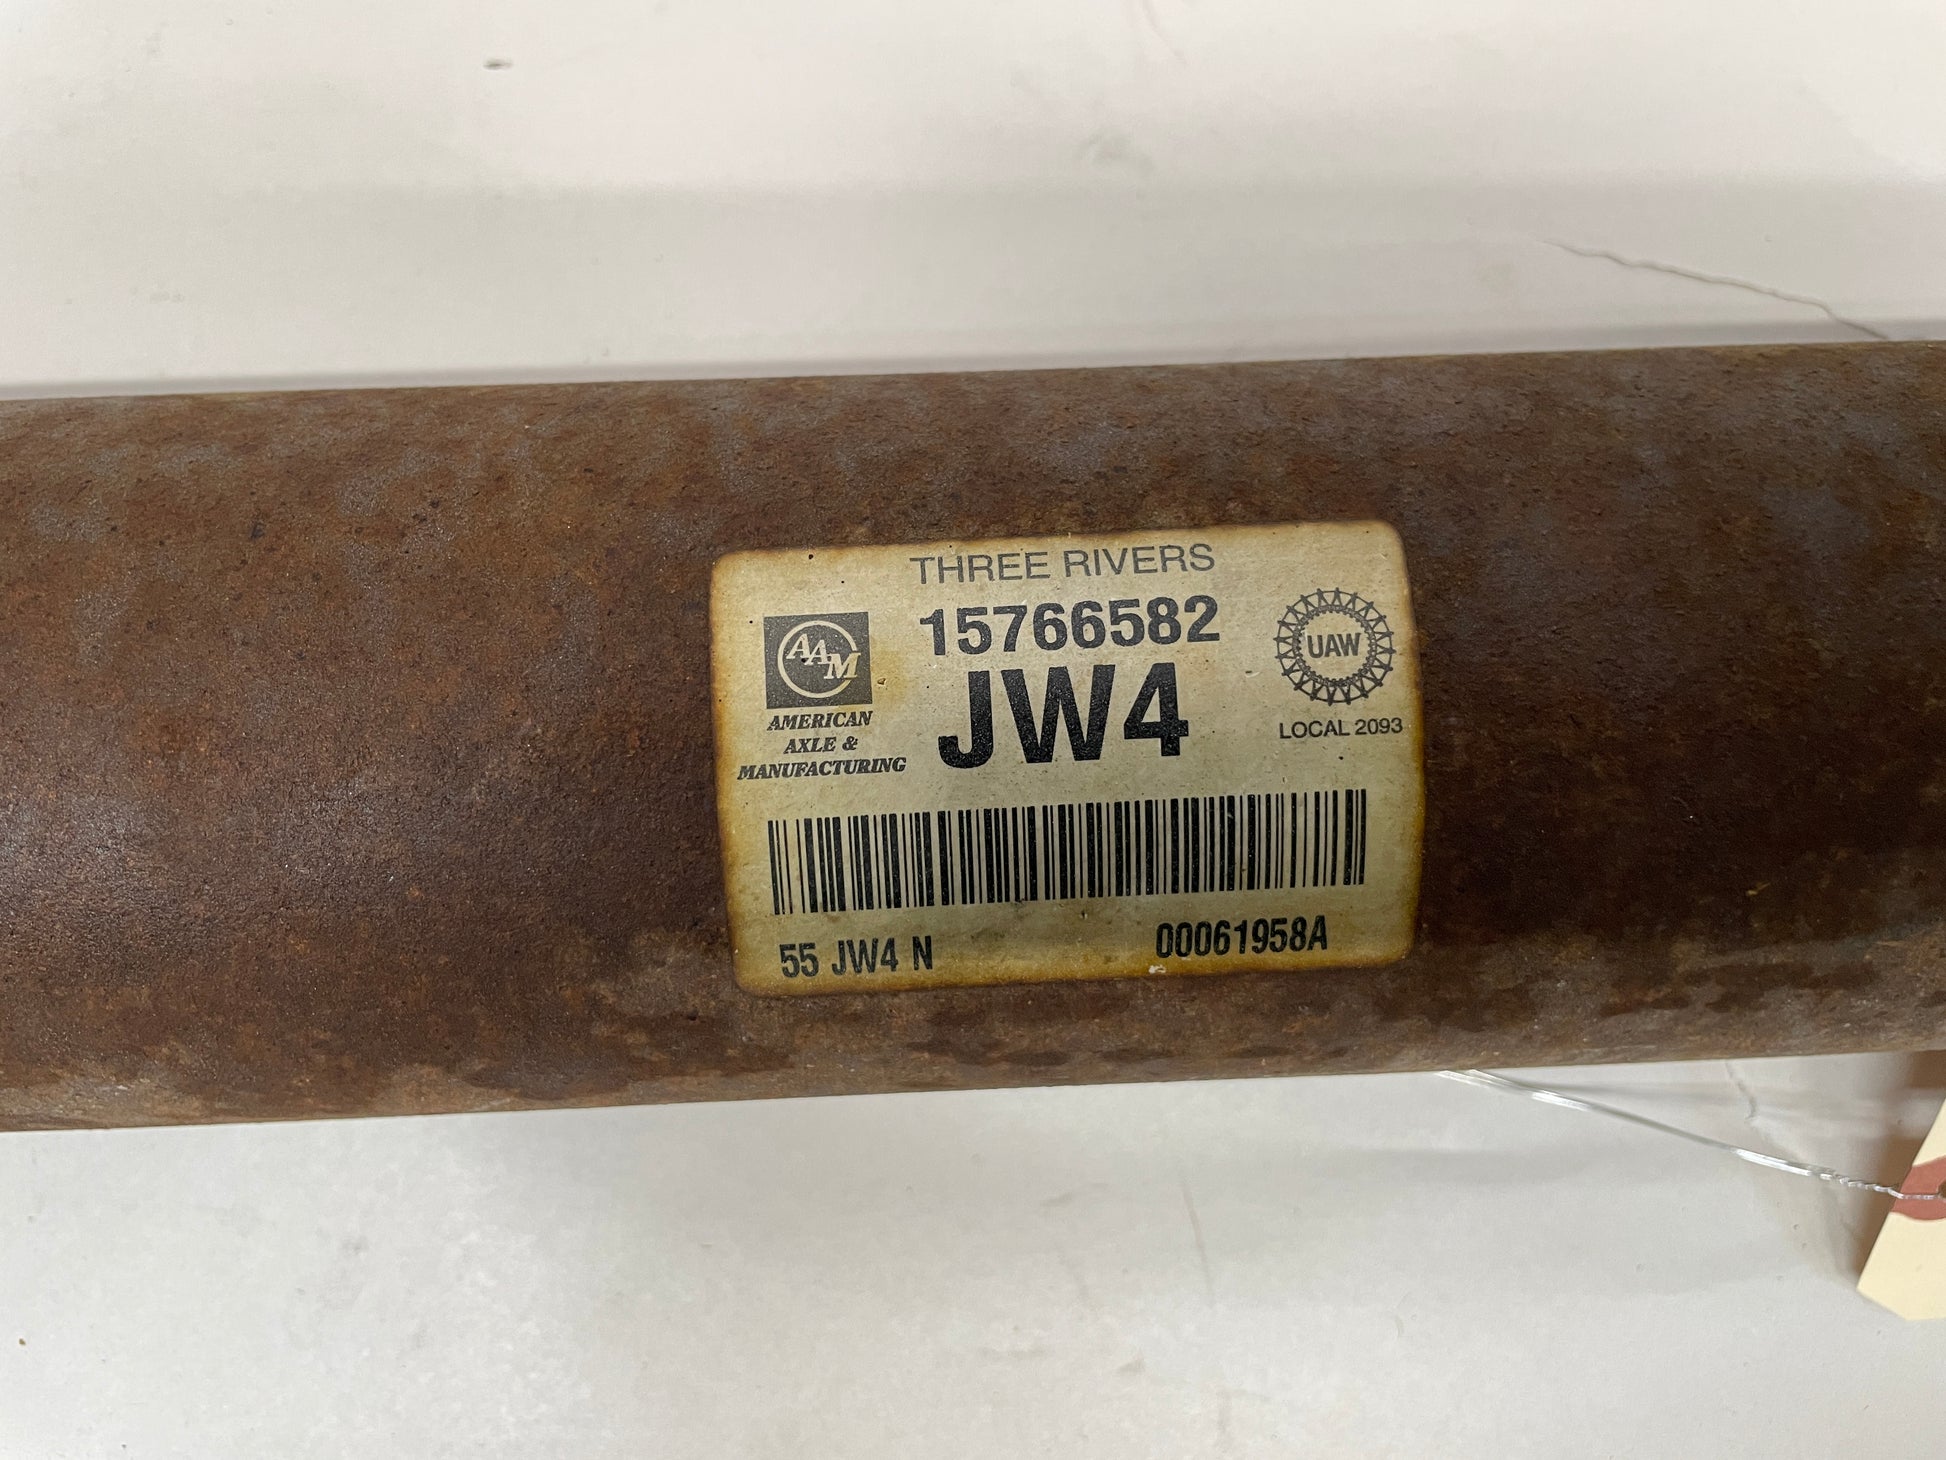 THREE RIVERS
15766582
JW4
AAM
AMERICAN
AXLE &
MANUFACTURING
UAW
LOCAL 2093
55 JW4 N
00061958A